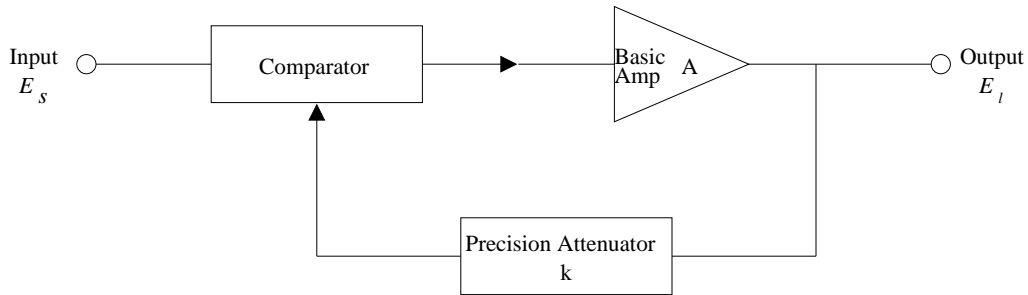 Input
E s
Comparator
Basic
Amp
A
Output
E l
Precision Attenuator
k